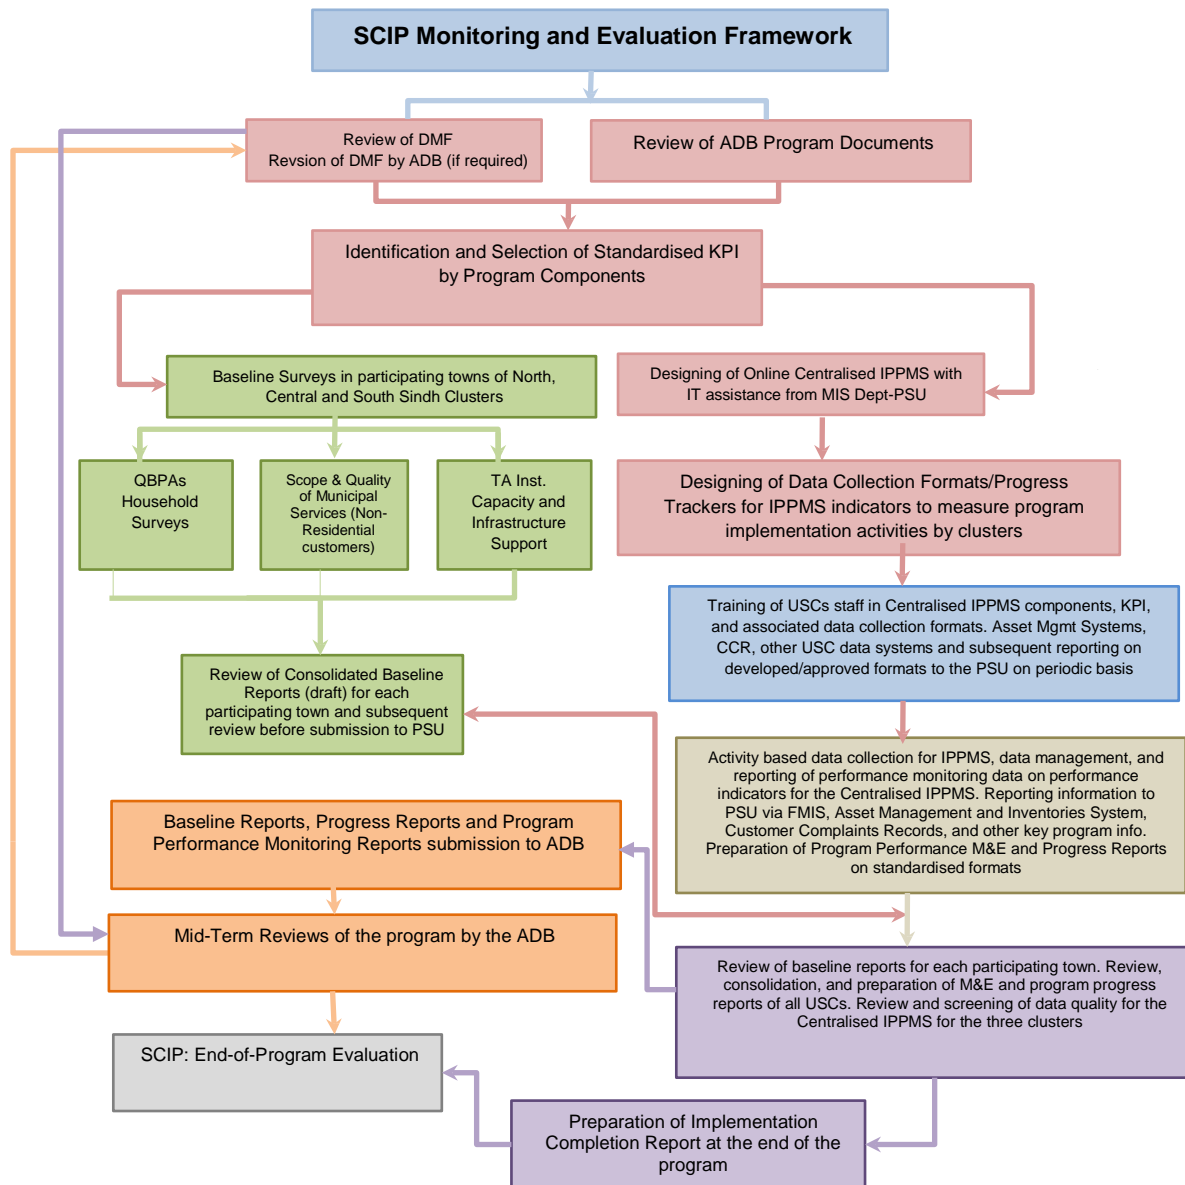 SCIP Monitoring and Evaluation Framework
Review of DMF
Revsion of DMF by ADB (if required)
Review of ADB Program Documents
Identification and Selection of Standardised KPI
by Program Components
Baseline Surveys in participating towns of North,
Central and South Sindh Clusters
Designing of Online Centralised IPPMS with
IT assistance from MIS Dept-PSU
QBPAs
Household
Surveys
Scope & Quality
of Municipal
Services (Non-
Residential
customers)
TA Inst.
Capacity and
Infrastructure
Support
Designing of Data Collection Formats/Progress
Trackers for IPPMS indicators to measure program
implementation activities by clusters
Training of USCs staff in Centralised IPPMS components, KPI,
and associated data collection formats. Asset Mgmt Systems,
CCR, other USC data systems and subsequent reporting on
developed/approved formats to the PSU on periodic basis
Review of Consolidated Baseline
Reports (draft) for each
participating town and subsequent
review before submission to PSU
Activity based data collection for IPPMS, data management, and
reporting of performance monitoring data on performance
indicators for the Centralised IPPMS. Reporting information to
PSU via FMIS, Asset Management and Inventories System,
Customer Complaints Records, and other key program info.
Preparation of Program Performance M&E and Progress Reports
on standardised formats
Baseline Reports, Progress Reports and Program
Performance Monitoring Reports submission to ADB
Mid-Term Reviews of the program by the ADB
Review of baseline reports for each participating town. Review,
consolidation, and preparation of M&E and program progress
reports of all USCs. Review and screening of data quality for the
Centralised IPPMS for the three clusters
SCIP: End-of-Program Evaluation
Preparation of Implementation
Completion Report at the end of the
program